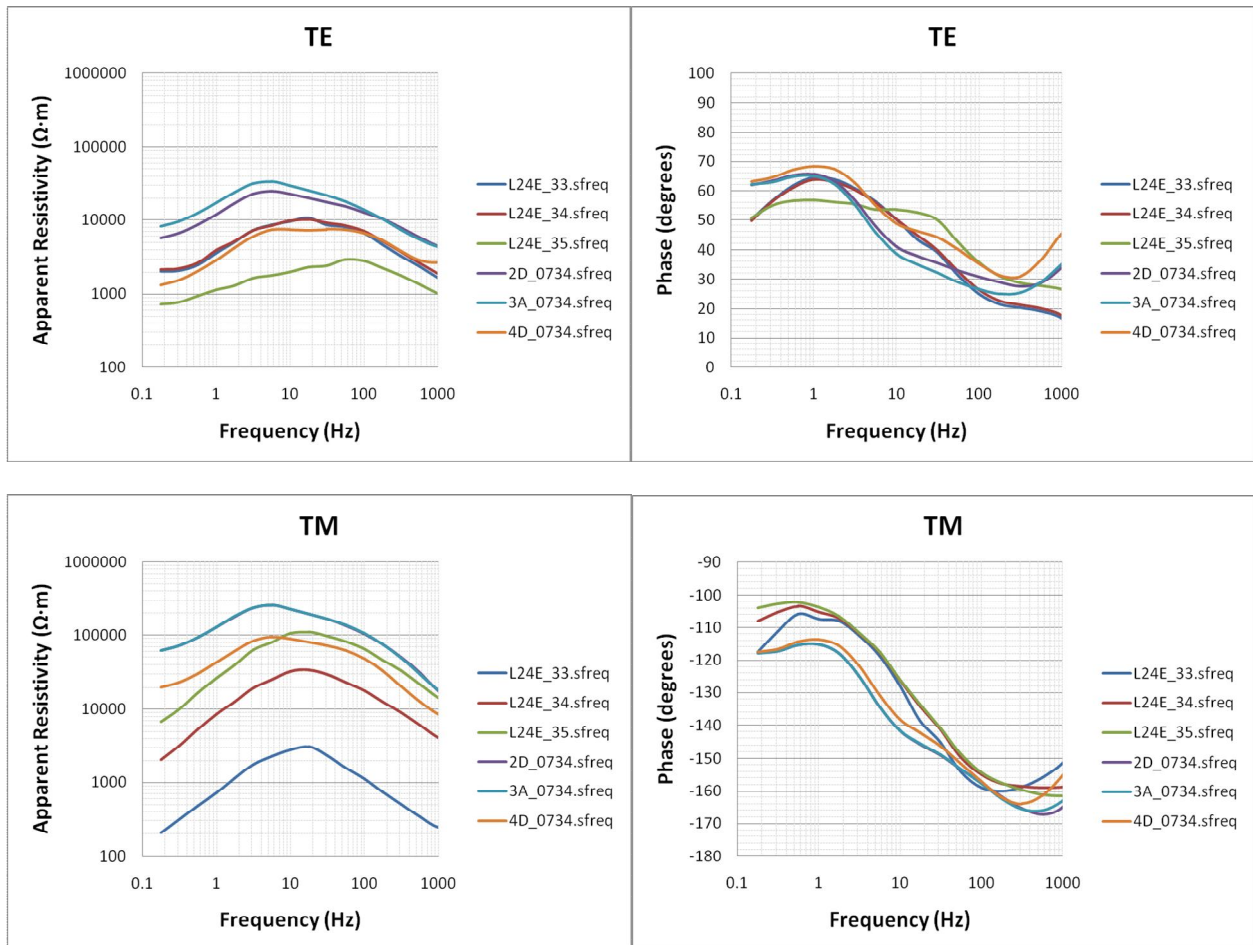 TE
Apparent Resistivity (Ω·m)
1000000
100000
10000
1000
100
0.1 1 10 100 1000
Frequency (Hz)
L24E_33.sfreq
L24E_34.sfreq
L24E_35.sfreq
2D_0734.sfreq
3A_0734.sfreq
4D_0734.sfreq
TE
Phase (degrees)
100
90
80
70
60
50
40
30
20
10
0
0.1 1 10 100 1000
Frequency (Hz)
L24E_33.sfreq
L24E_34.sfreq
L24E_35.sfreq
2D_0734.sfreq
3A_0734.sfreq
4D_0734.sfreq
TM
Apparent Resistivity (Ω·m)
1000000
100000
10000
1000
100
0.1 1 10 100 1000
Frequency (Hz)
L24E_33.sfreq
L24E_34.sfreq
L24E_35.sfreq
2D_0734.sfreq
3A_0734.sfreq
4D_0734.sfreq
TM
Phase (degrees)
-90
-100
-110
-120
-130
-140
-150
-160
-170
-180
0.1 1 10 100 1000
Frequency (Hz)
L24E_33.sfreq
L24E_34.sfreq
L24E_35.sfreq
2D_0734.sfreq
3A_0734.sfreq
4D_0734.sfreq